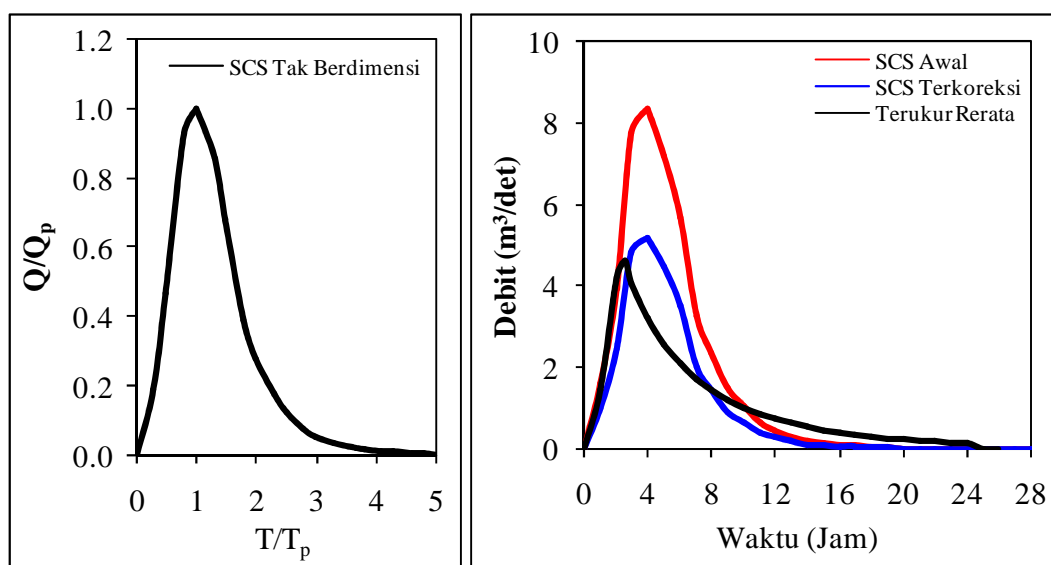 SCS Tak Berdimensi
Q/Qp
1.2
1.0
0.8
0.6
0.4
0.2
0.0
0 1 2 3 4 5
T/Tp
SCS Awal
SCS Terkoreksi
Terukur Rerata
Debit (m³/det)
10
8
6
4
2
0
0 4 8 12 16 20 24 28
Waktu (Jam)